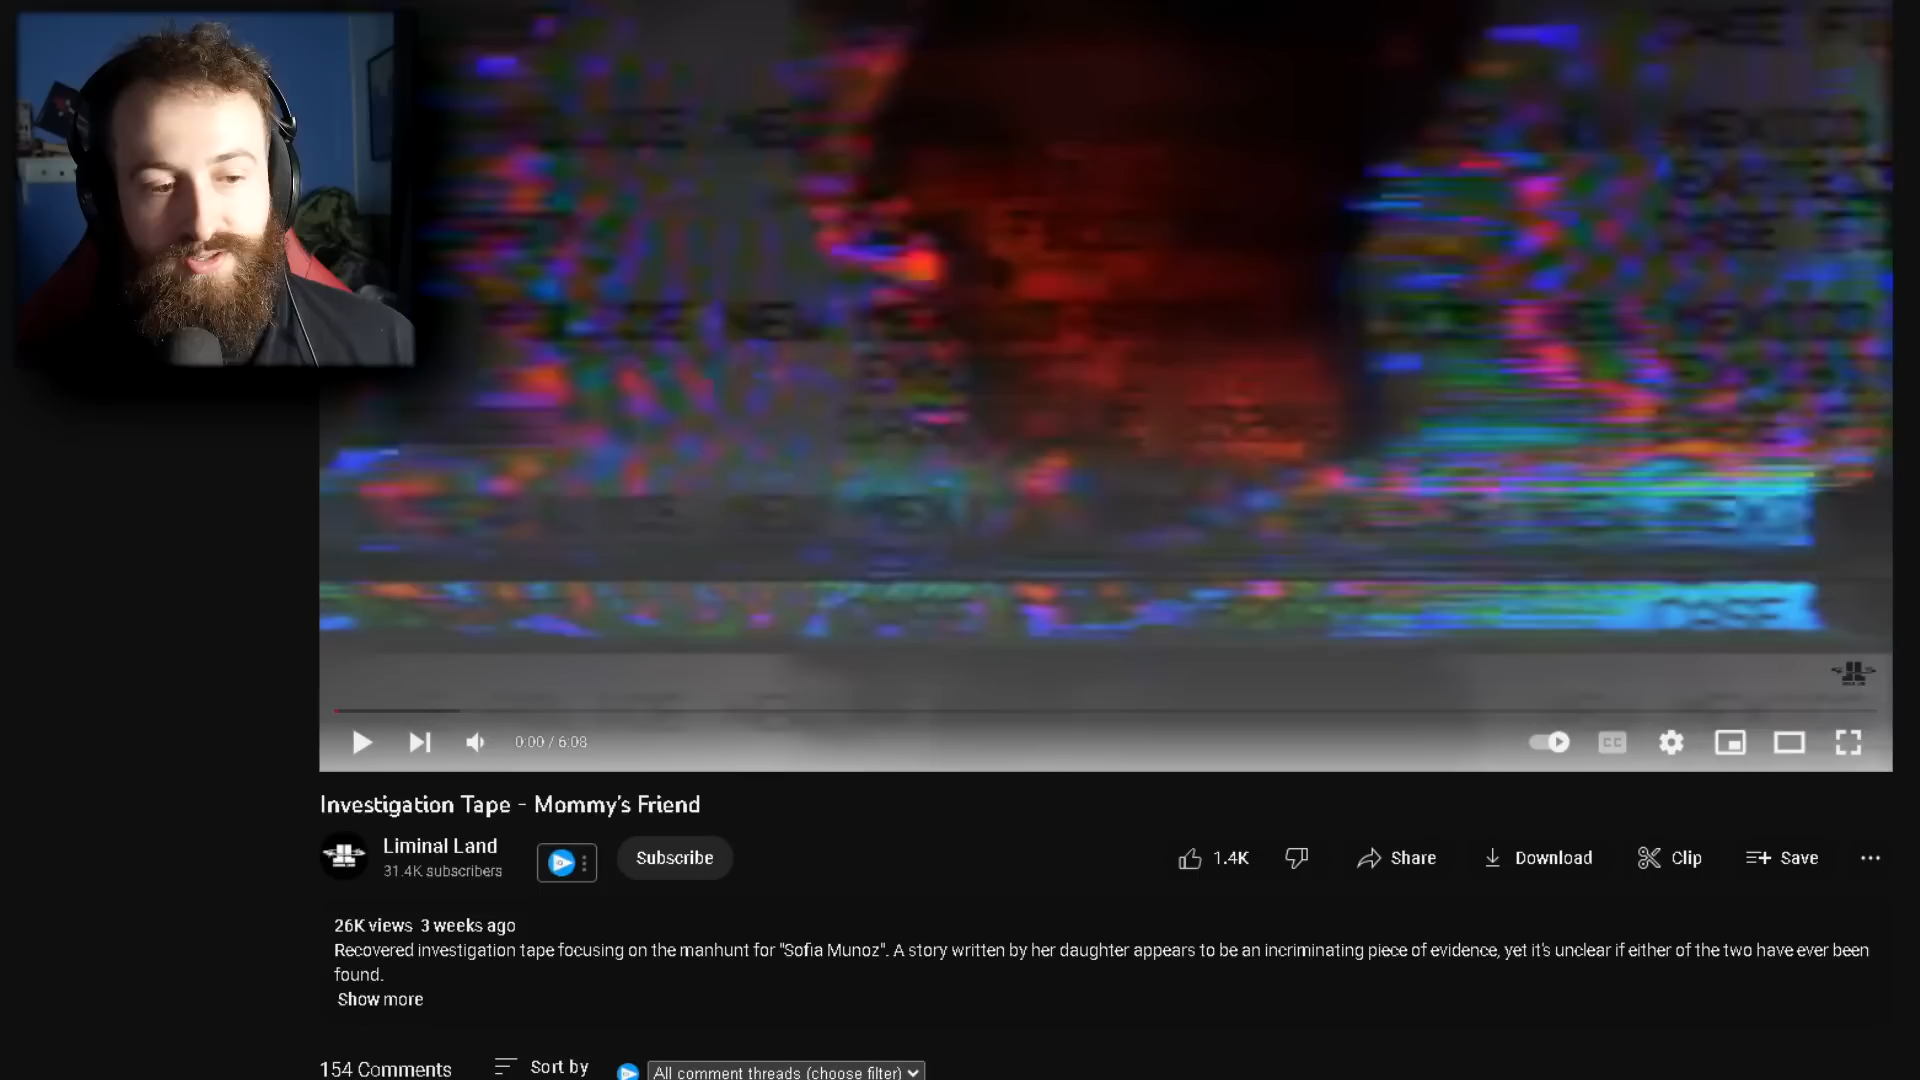 CASE
0:00 / 6:08
CC
Investigation Tape - Mommy's Friend
Liminal Land
31.4K subscribers
Subscribe
1.4K
Share
Download
Clip
Save
26K views 3 weeks ago
Recovered investigation tape focusing on the manhunt for "Sofia Munoz". A story written by her daughter appears to be an incriminating piece of evidence, yet it's unclear if either of the two have ever been
found.
Show more
154 Comments
Sort by
All comment threads (choose filter)